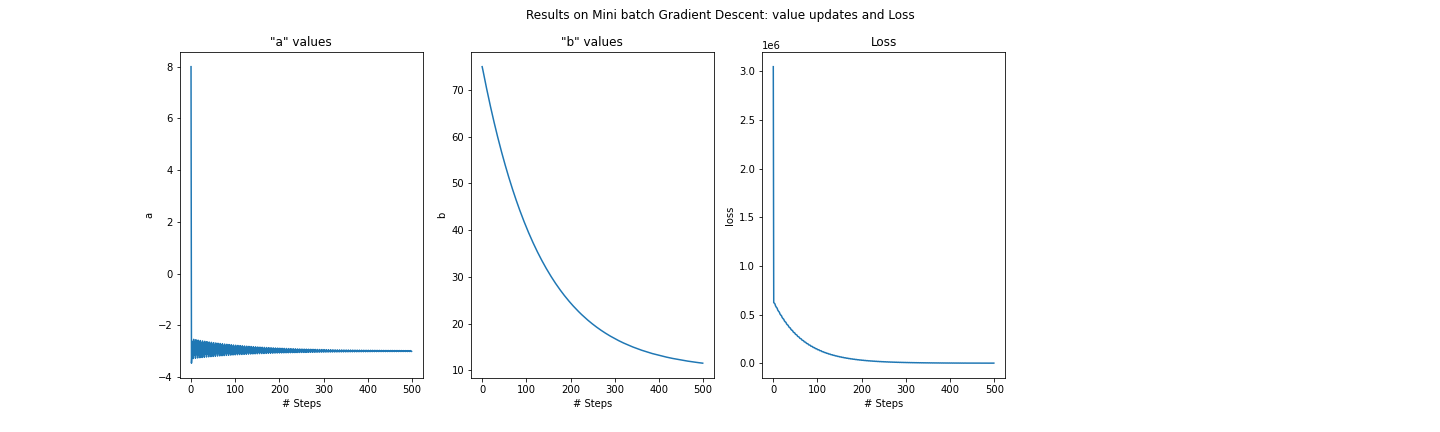 Results on Mini batch Gradient Descent: value updates and Loss
"a" values
8
6
4
2
0
−2
−4
a
0 100 200 300 400 500
# Steps
"b" values
70
60
50
40
30
20
10
b
0 100 200 300 400 500
# Steps
Loss
1e6
3.0
2.5
2.0
1.5
1.0
0.5
0.0
loss
0 100 200 300 400 500
# Steps